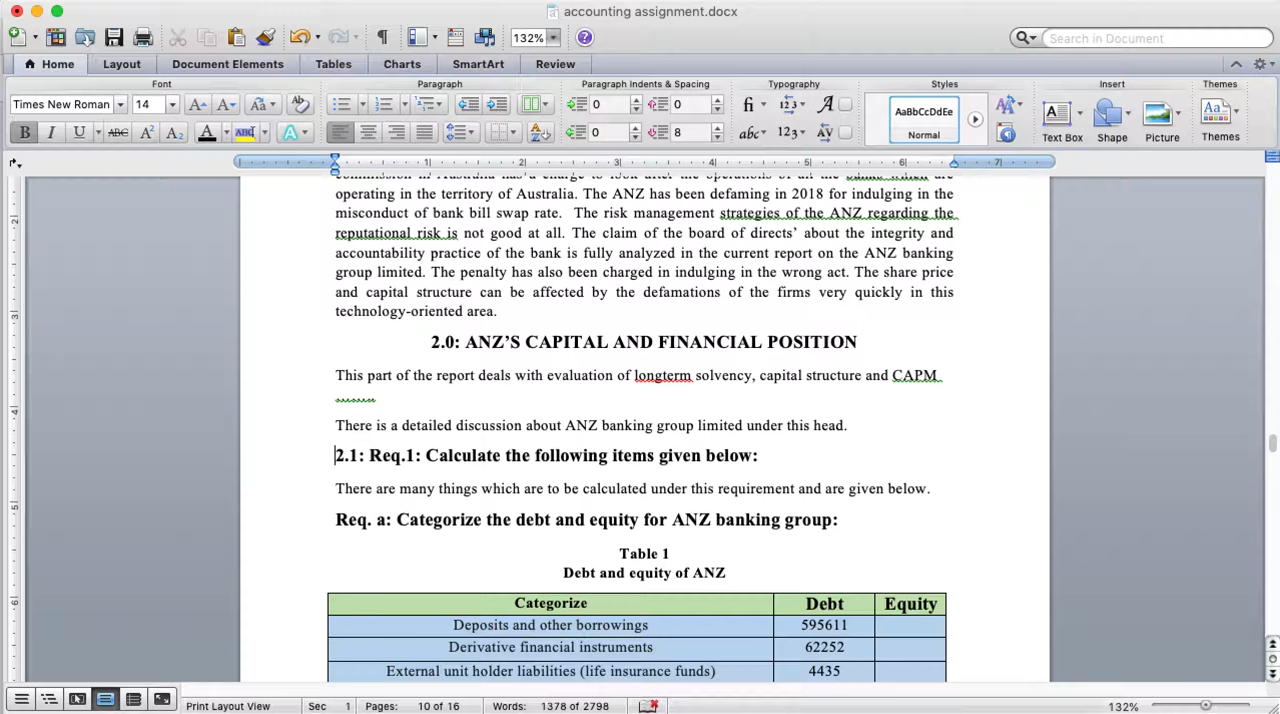 accounting assignment.docx
132%
Search in Document
Home
Layout
Document Elements
Tables
Charts
SmartArt
Review
Font
Paragraph
Paragraph Indents & Spacing
Typography
Styles
Insert
Themes
Times New Roman
14
0
0
0
8
AaBbCcDdEe
Normal
Text Box
Shape
Picture
Themes
Commission in Australia has a charge to look after the operations of all the banks which are
operating in the territory of Australia. The ANZ has been defaming in 2018 for indulging in the
misconduct of bank bill swap rate. The risk management strategies of the ANZ regarding the
reputational risk is not good at all. The claim of the board of directs’ about the integrity and
accountability practice of the bank is fully analyzed in the current report on the ANZ banking
group limited. The penalty has also been charged in indulging in the wrong act. The share price
and capital structure can be affected by the defamations of the firms very quickly in this
technology-oriented area.
2.0: ANZ’S CAPITAL AND FINANCIAL POSITION
This part of the report deals with evaluation of longterm solvency, capital structure and CAPM
........
There is a detailed discussion about ANZ banking group limited under this head.
2.1: Req.1: Calculate the following items given below:
There are many things which are to be calculated under this requirement and are given below.
Req. a: Categorize the debt and equity for ANZ banking group:
Table 1
Debt and equity of ANZ
Categorize Debt Equity
Deposits and other borrowings 595611
Derivative financial instruments 62252
External unit holder liabilities (life insurance funds) 4435
Print Layout View
Sec 1
Pages: 10 of 16
Words: 1378 of 2798
132%